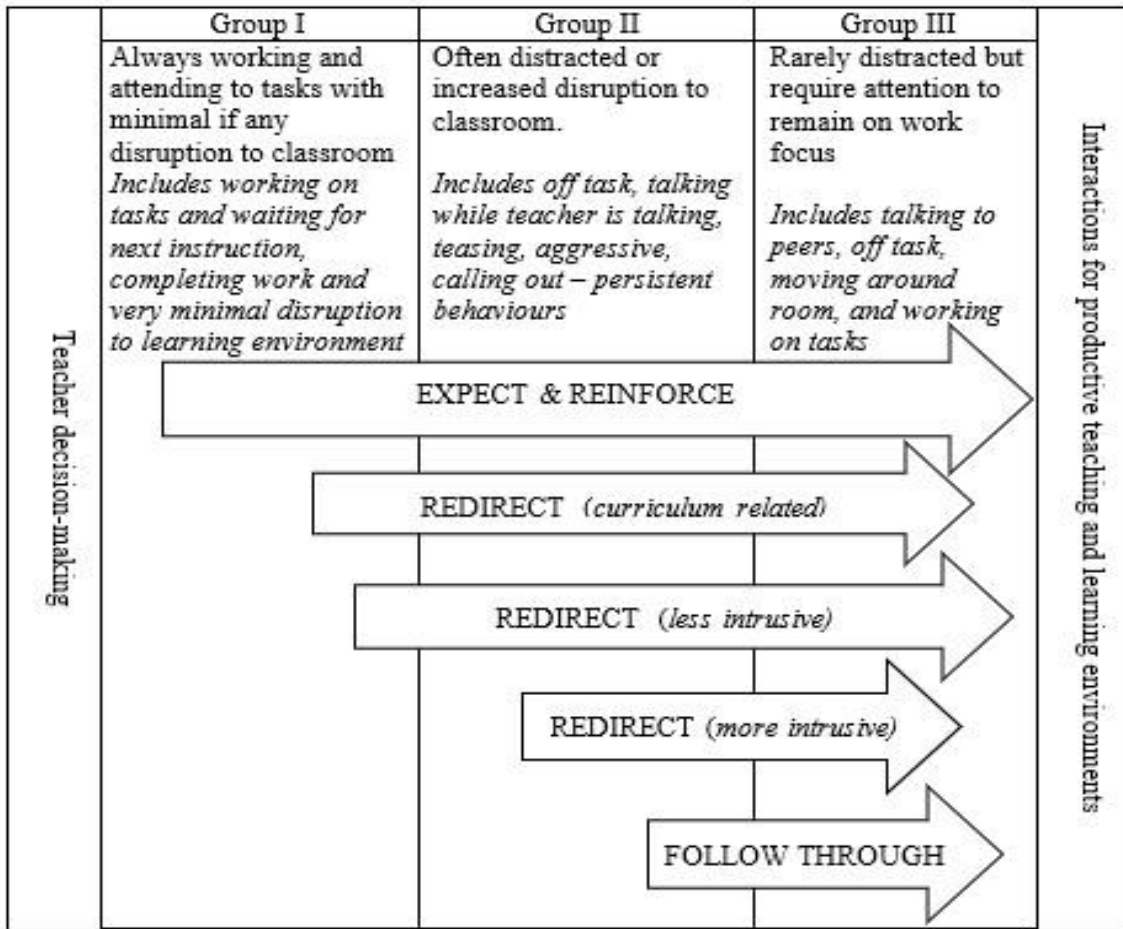 Teacher decision-making
Group I
Always working and
attending to tasks with
minimal if any
disruption to classroom
Includes working on
tasks and waiting for
next instruction,
completing work and
very minimal disruption
to learning environment
Group II
Often distracted or
increased disruption to
classroom.
Includes off task, talking
while teacher is talking,
teasing, aggressive,
calling out – persistent
behaviours
Group III
Rarely distracted but
require attention to
remain on work
focus
Includes talking to
peers, off task,
moving around
room, and working
on tasks
EXPECT & REINFORCE
REDIRECT (curriculum related)
REDIRECT (less intrusive)
REDIRECT (more intrusive)
FOLLOW THROUGH
Interactions for productive teaching and learning environments